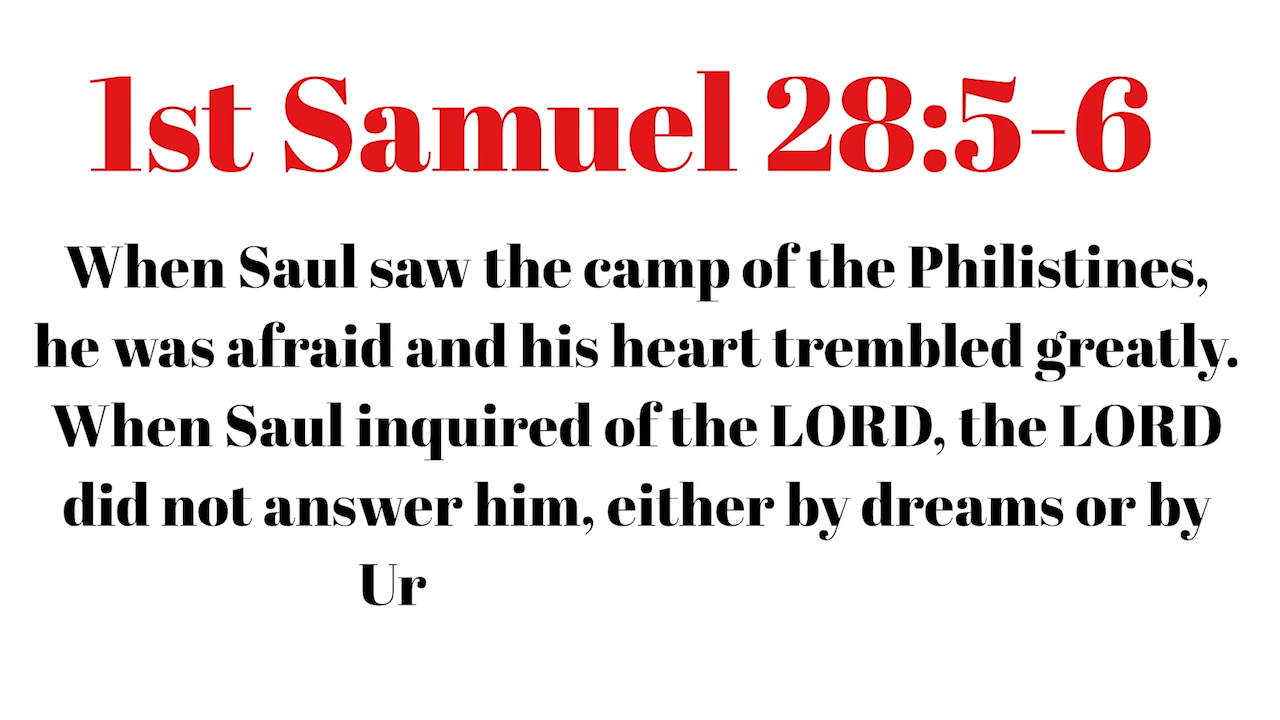 1st Samuel 28:5-6
When Saul saw the camp of the Philistines,
he was afraid and his heart trembled greatly.
When Saul inquired of the LORD, the LORD
did not answer him, either by dreams or by
Ur